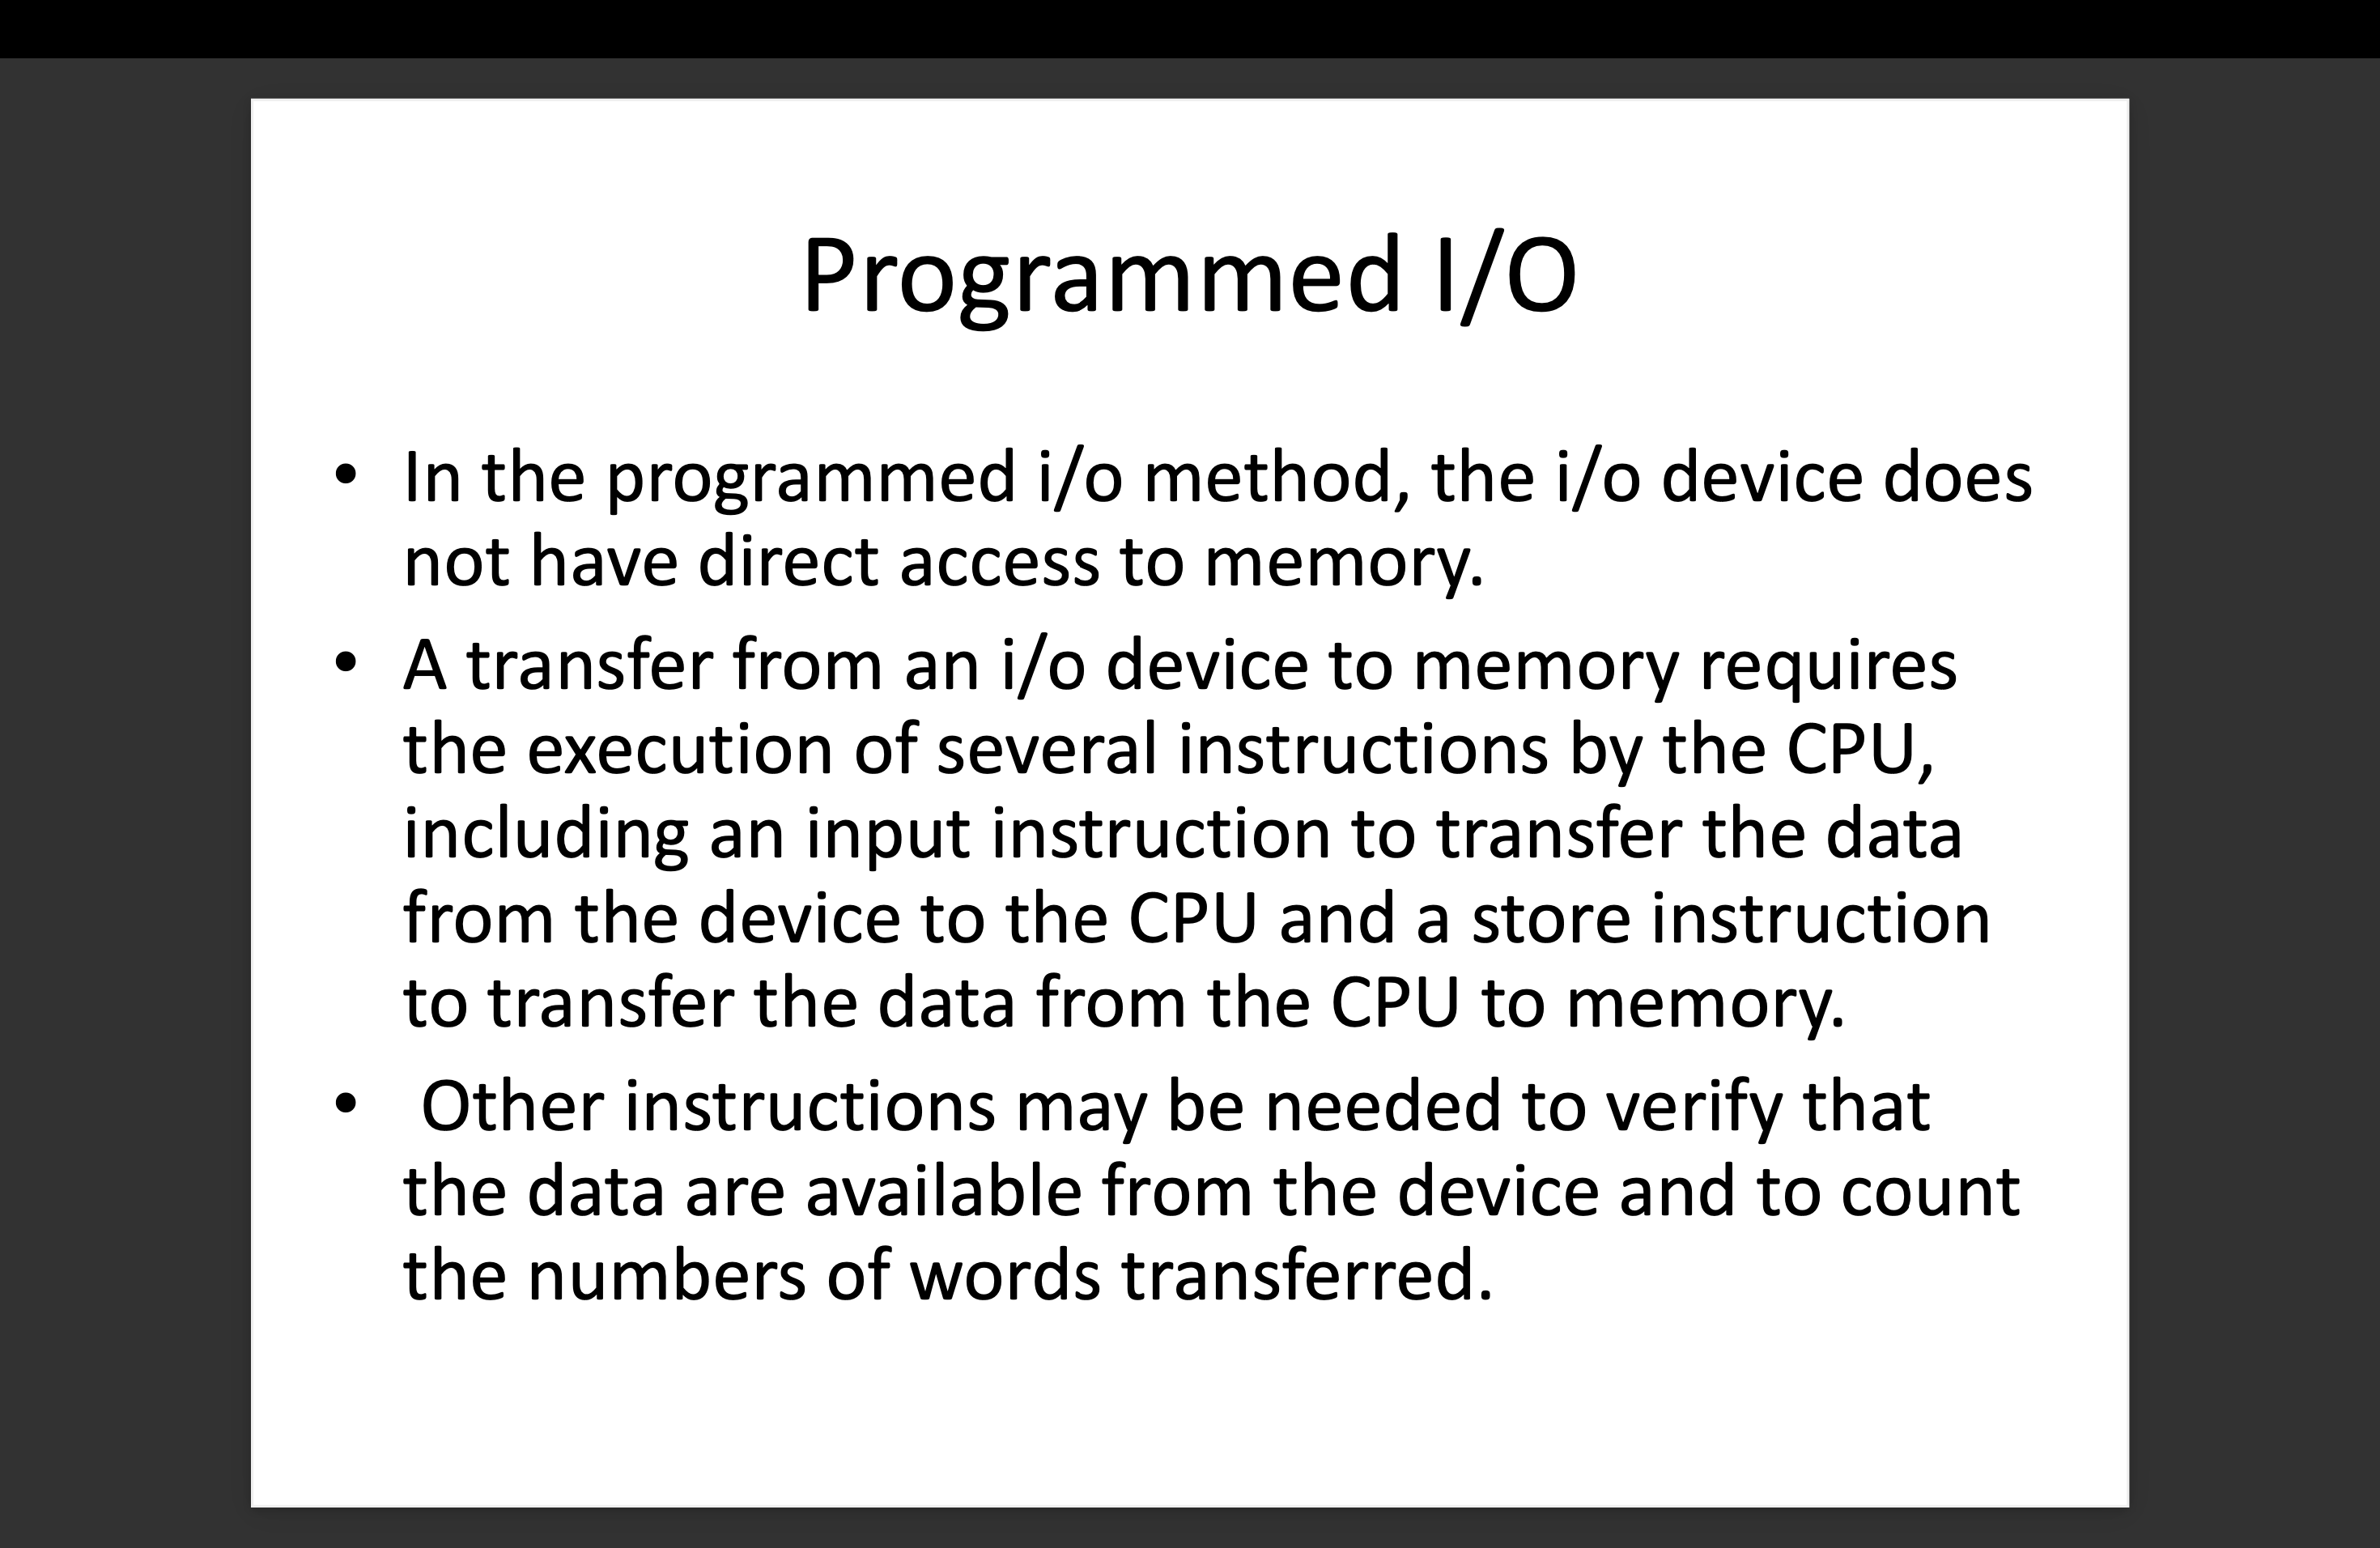 Programmed I/O
• In the programmed i/o method, the i/o device does
not have direct access to memory.
• A transfer from an i/o device to memory requires
the execution of several instructions by the CPU,
including an input instruction to transfer the data
from the device to the CPU and a store instruction
to transfer the data from the CPU to memory.
• Other instructions may be needed to verify that
the data are available from the device and to count
the numbers of words transferred.